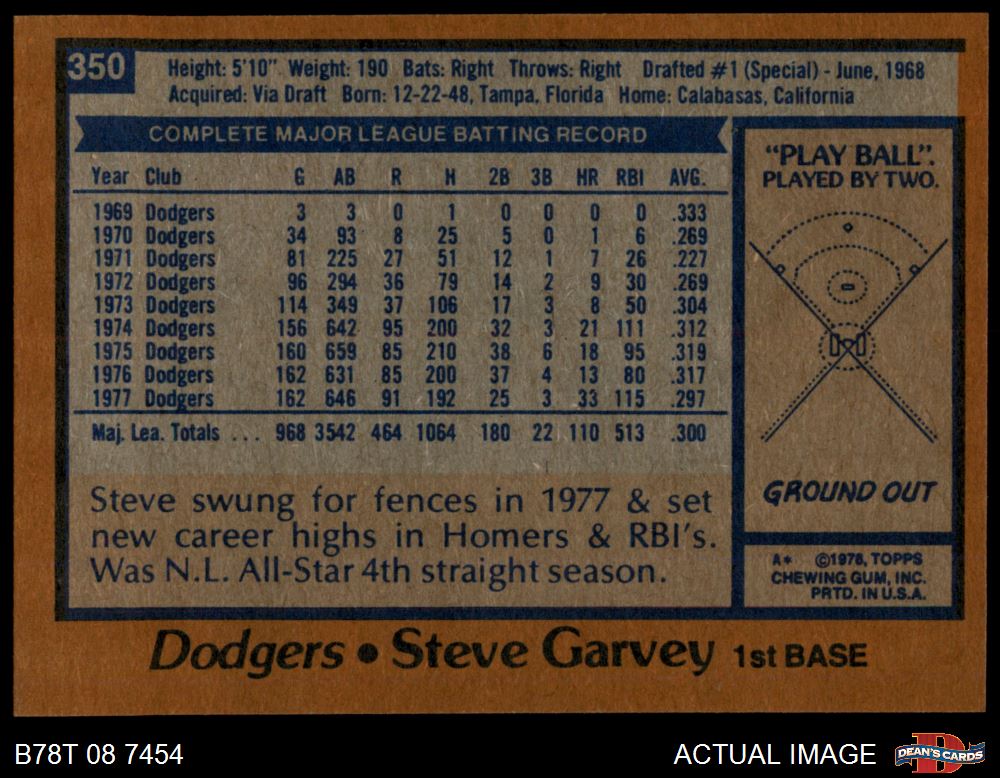 350
Height: 5'10" Weight: 190 Bats: Right Throws: Right Drafted #1 (Special) - June, 1968
Acquired: Via Draft Born: 12-22-48, Tampa, Florida Home: Calabasas, California
COMPLETE MAJOR LEAGUE BATTING RECORD
Year Club G AB R H 2B 3B HR RBI AVG.
1969 Dodgers 3 3 0 1 0 0 0 0 .333
1970 Dodgers 34 93 8 25 5 0 1 6 .269
1971 Dodgers 81 225 27 51 12 1 7 26 .227
1972 Dodgers 96 294 36 79 14 2 9 30 .269
1973 Dodgers 114 349 37 106 17 3 8 50 .304
1974 Dodgers 156 642 95 200 32 3 21 111 .312
1975 Dodgers 160 659 85 210 38 6 18 95 .319
1976 Dodgers 162 631 85 200 37 4 13 80 .317
1977 Dodgers 162 646 91 192 25 3 33 115 .297
Maj. Lea. Totals ... 968 3542 464 1064 180 22 110 513 .300
Steve swung for fences in 1977 & set
new career highs in Homers & RBI's.
Was N.L. All-Star 4th straight season.
"PLAY BALL".
PLAYED BY TWO.
GROUND OUT
A* ©1978, TOPPS
CHEWING GUM, INC.
PRTD. IN U.S.A.
Dodgers • Steve Garvey 1st BASE
B78T 08 7454
ACTUAL IMAGE
D
DEAN'S CARDS